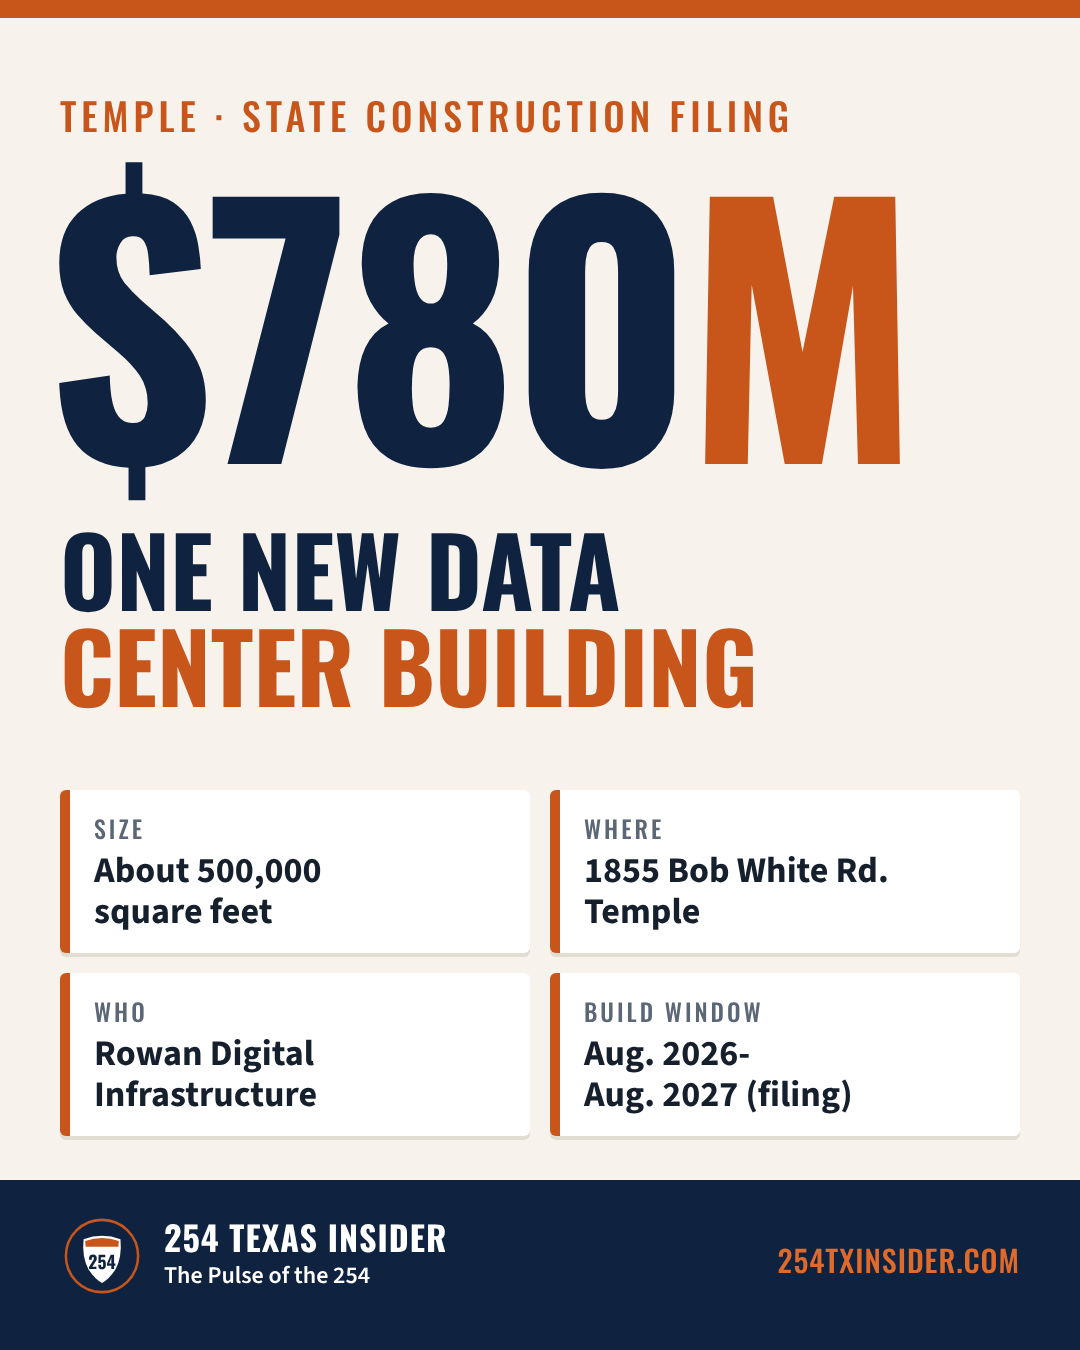 TEMPLE · STATE CONSTRUCTION FILING
$780M
ONE NEW DATA
CENTER BUILDING
SIZE
About 500,000
square feet
WHERE
1855 Bob White Rd.
Temple
WHO
Rowan Digital
Infrastructure
BUILD WINDOW
Aug. 2026-
Aug. 2027 (filing)
254
254 TEXAS INSIDER
The Pulse of the 254
254TXINSIDER.COM